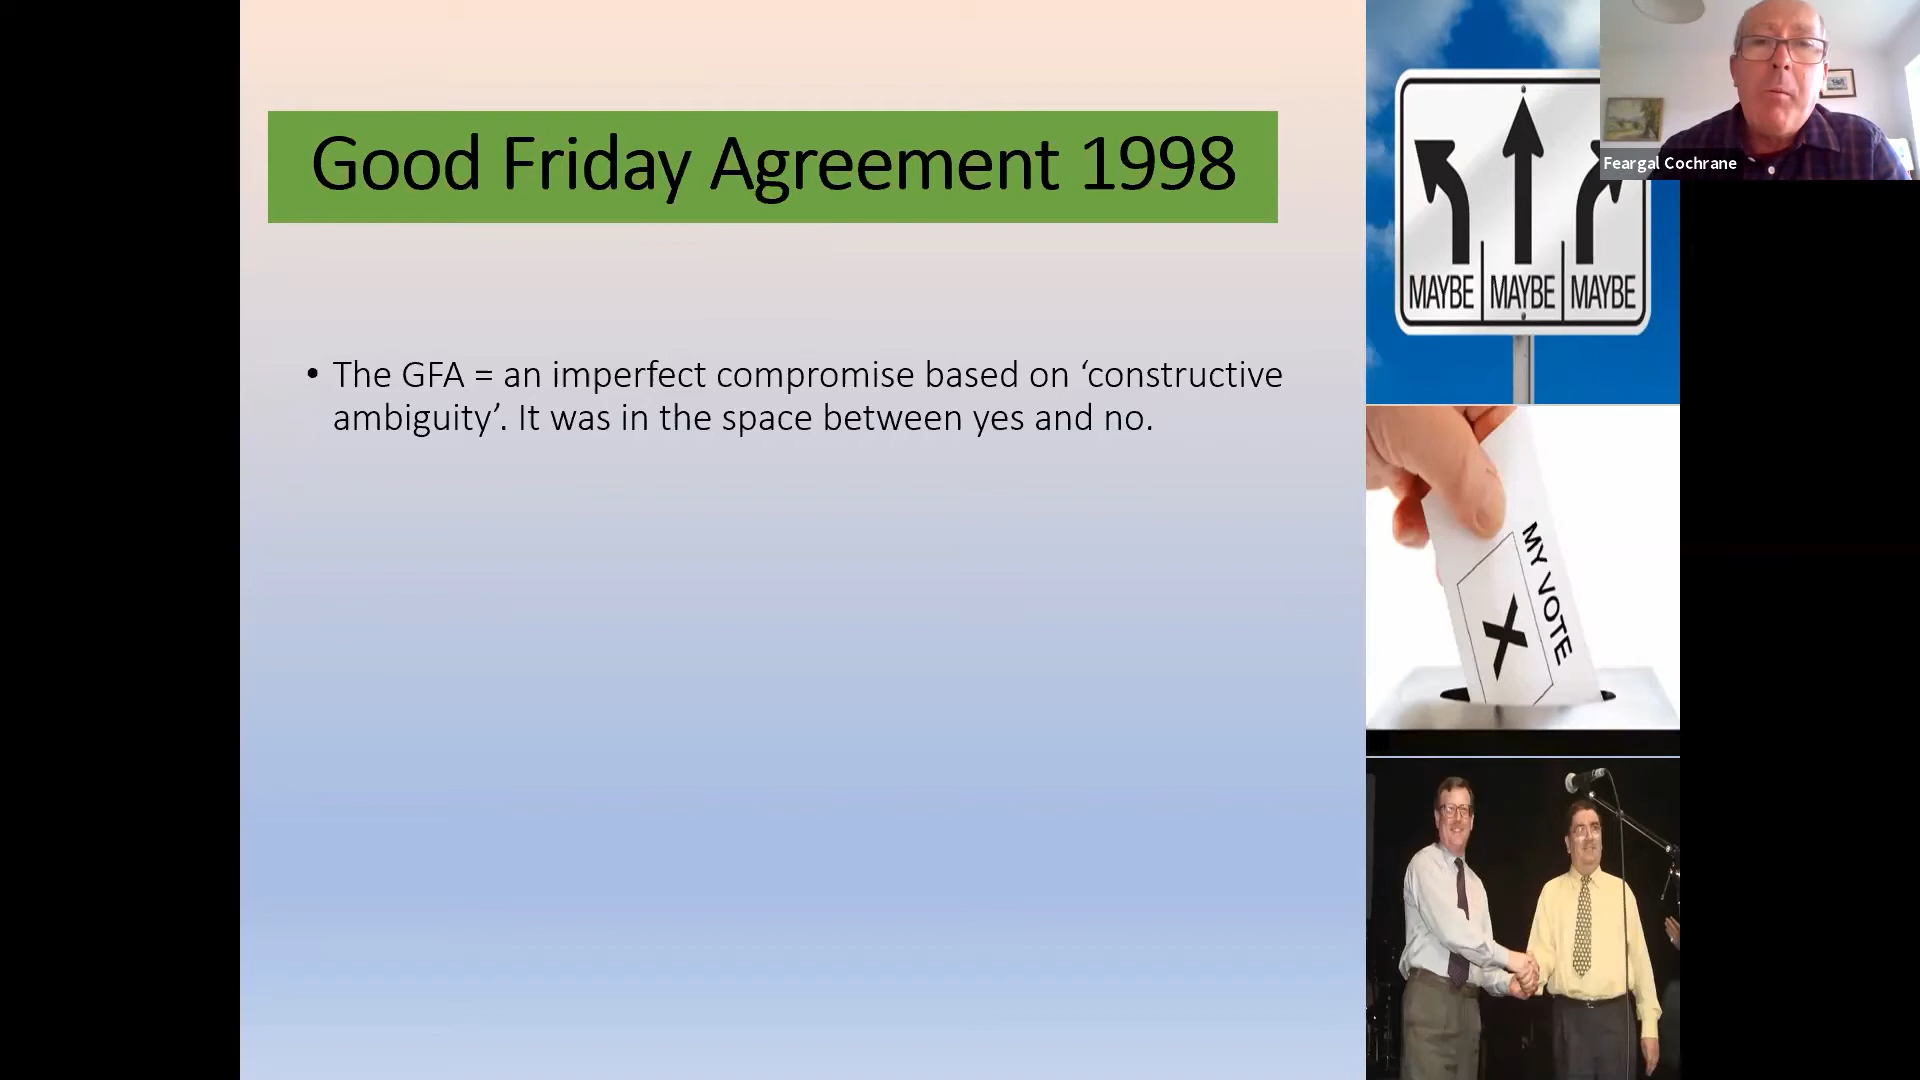 Good Friday Agreement 1998
• The GFA = an imperfect compromise based on ‘constructive
ambiguity’. It was in the space between yes and no.
MAYBE MAYBE MAYBE
Feargal Cochrane
MY VOTE
X